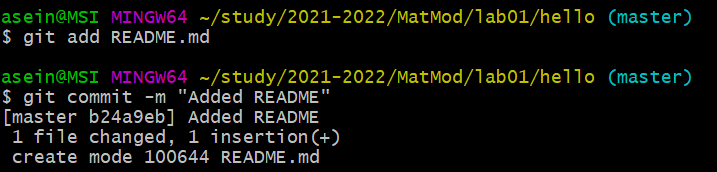 asein@MSI MINGW64 ~/study/2021-2022/MatMod/lab01/hello (master)
$ git add README.md
asein@MSI MINGW64 ~/study/2021-2022/MatMod/lab01/hello (master)
$ git commit -m "Added README"
[master b24a9eb] Added README
 1 file changed, 1 insertion(+)
 create mode 100644 README.md